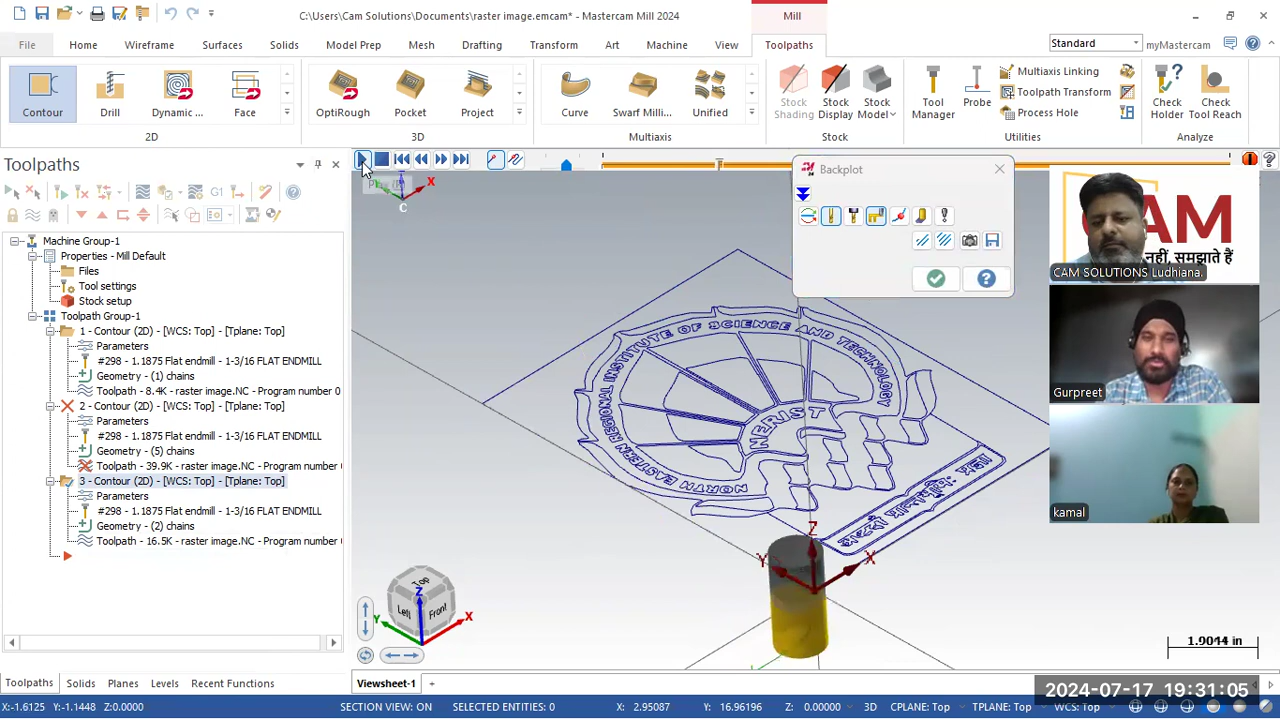 C:\Users\Cam Solutions\Documents\raster image.emcam* - Mastercam Mill 2024
Mill
File
Home
Wireframe
Surfaces
Solids
Model Prep
Mesh
Drafting
Transform
Art
Machine
View
Toolpaths
Standard
myMastercam
Contour
Drill
Dynamic ...
Face
OptiRough
Pocket
Project
Curve
Swarf Milli...
Unified
Stock Shading
Stock Display
Stock Model
Tool Manager
Probe
Multiaxis Linking
Toolpath Transform
Process Hole
Check Holder
Check Tool Reach
2D
3D
Multiaxis
Stock
Utilities
Analyze
Toolpaths
G1
Machine Group-1
Properties - Mill Default
Files
Tool settings
Stock setup
Toolpath Group-1
1 - Contour (2D) - [WCS: Top] - [Tplane: Top]
Parameters
#298 - 1.1875 Flat endmill - 1-3/16 FLAT ENDMILL
Geometry - (1) chains
Toolpath - 8.4K - raster image.NC - Program number 0
2 - Contour (2D) - [WCS: Top] - [Tplane: Top]
Parameters
#298 - 1.1875 Flat endmill - 1-3/16 FLAT ENDMILL
Geometry - (5) chains
Toolpath - 39.9K - raster image.NC - Program number
3 - Contour (2D) - [WCS: Top] - [Tplane: Top]
Parameters
#298 - 1.1875 Flat endmill - 1-3/16 FLAT ENDMILL
Geometry - (2) chains
Toolpath - 16.5K - raster image.NC - Program number
X
C
Backplot
NORTH EASTERN REGIONAL INSTITUTE OF SCIENCE AND TECHNOLOGY
NERIST
Z
Y
X
Top
Left
Front
Z
Y
X
1.9044 in
CAM
नहीं, समझाते हैं
CAM SOLUTIONS Ludhiana.
Gurpreet
kamal
Toolpaths
Solids
Planes
Levels
Recent Functions
Viewsheet-1
2024-07-17 19:31:05
X:-1.6125 Y:-1.1448 Z:0.0000
SECTION VIEW: ON
SELECTED ENTITIES: 0
X: 2.95087
Y: 16.96196
Z: 0.00000
3D
CPLANE: Top
TPLANE: Top
WCS: Top